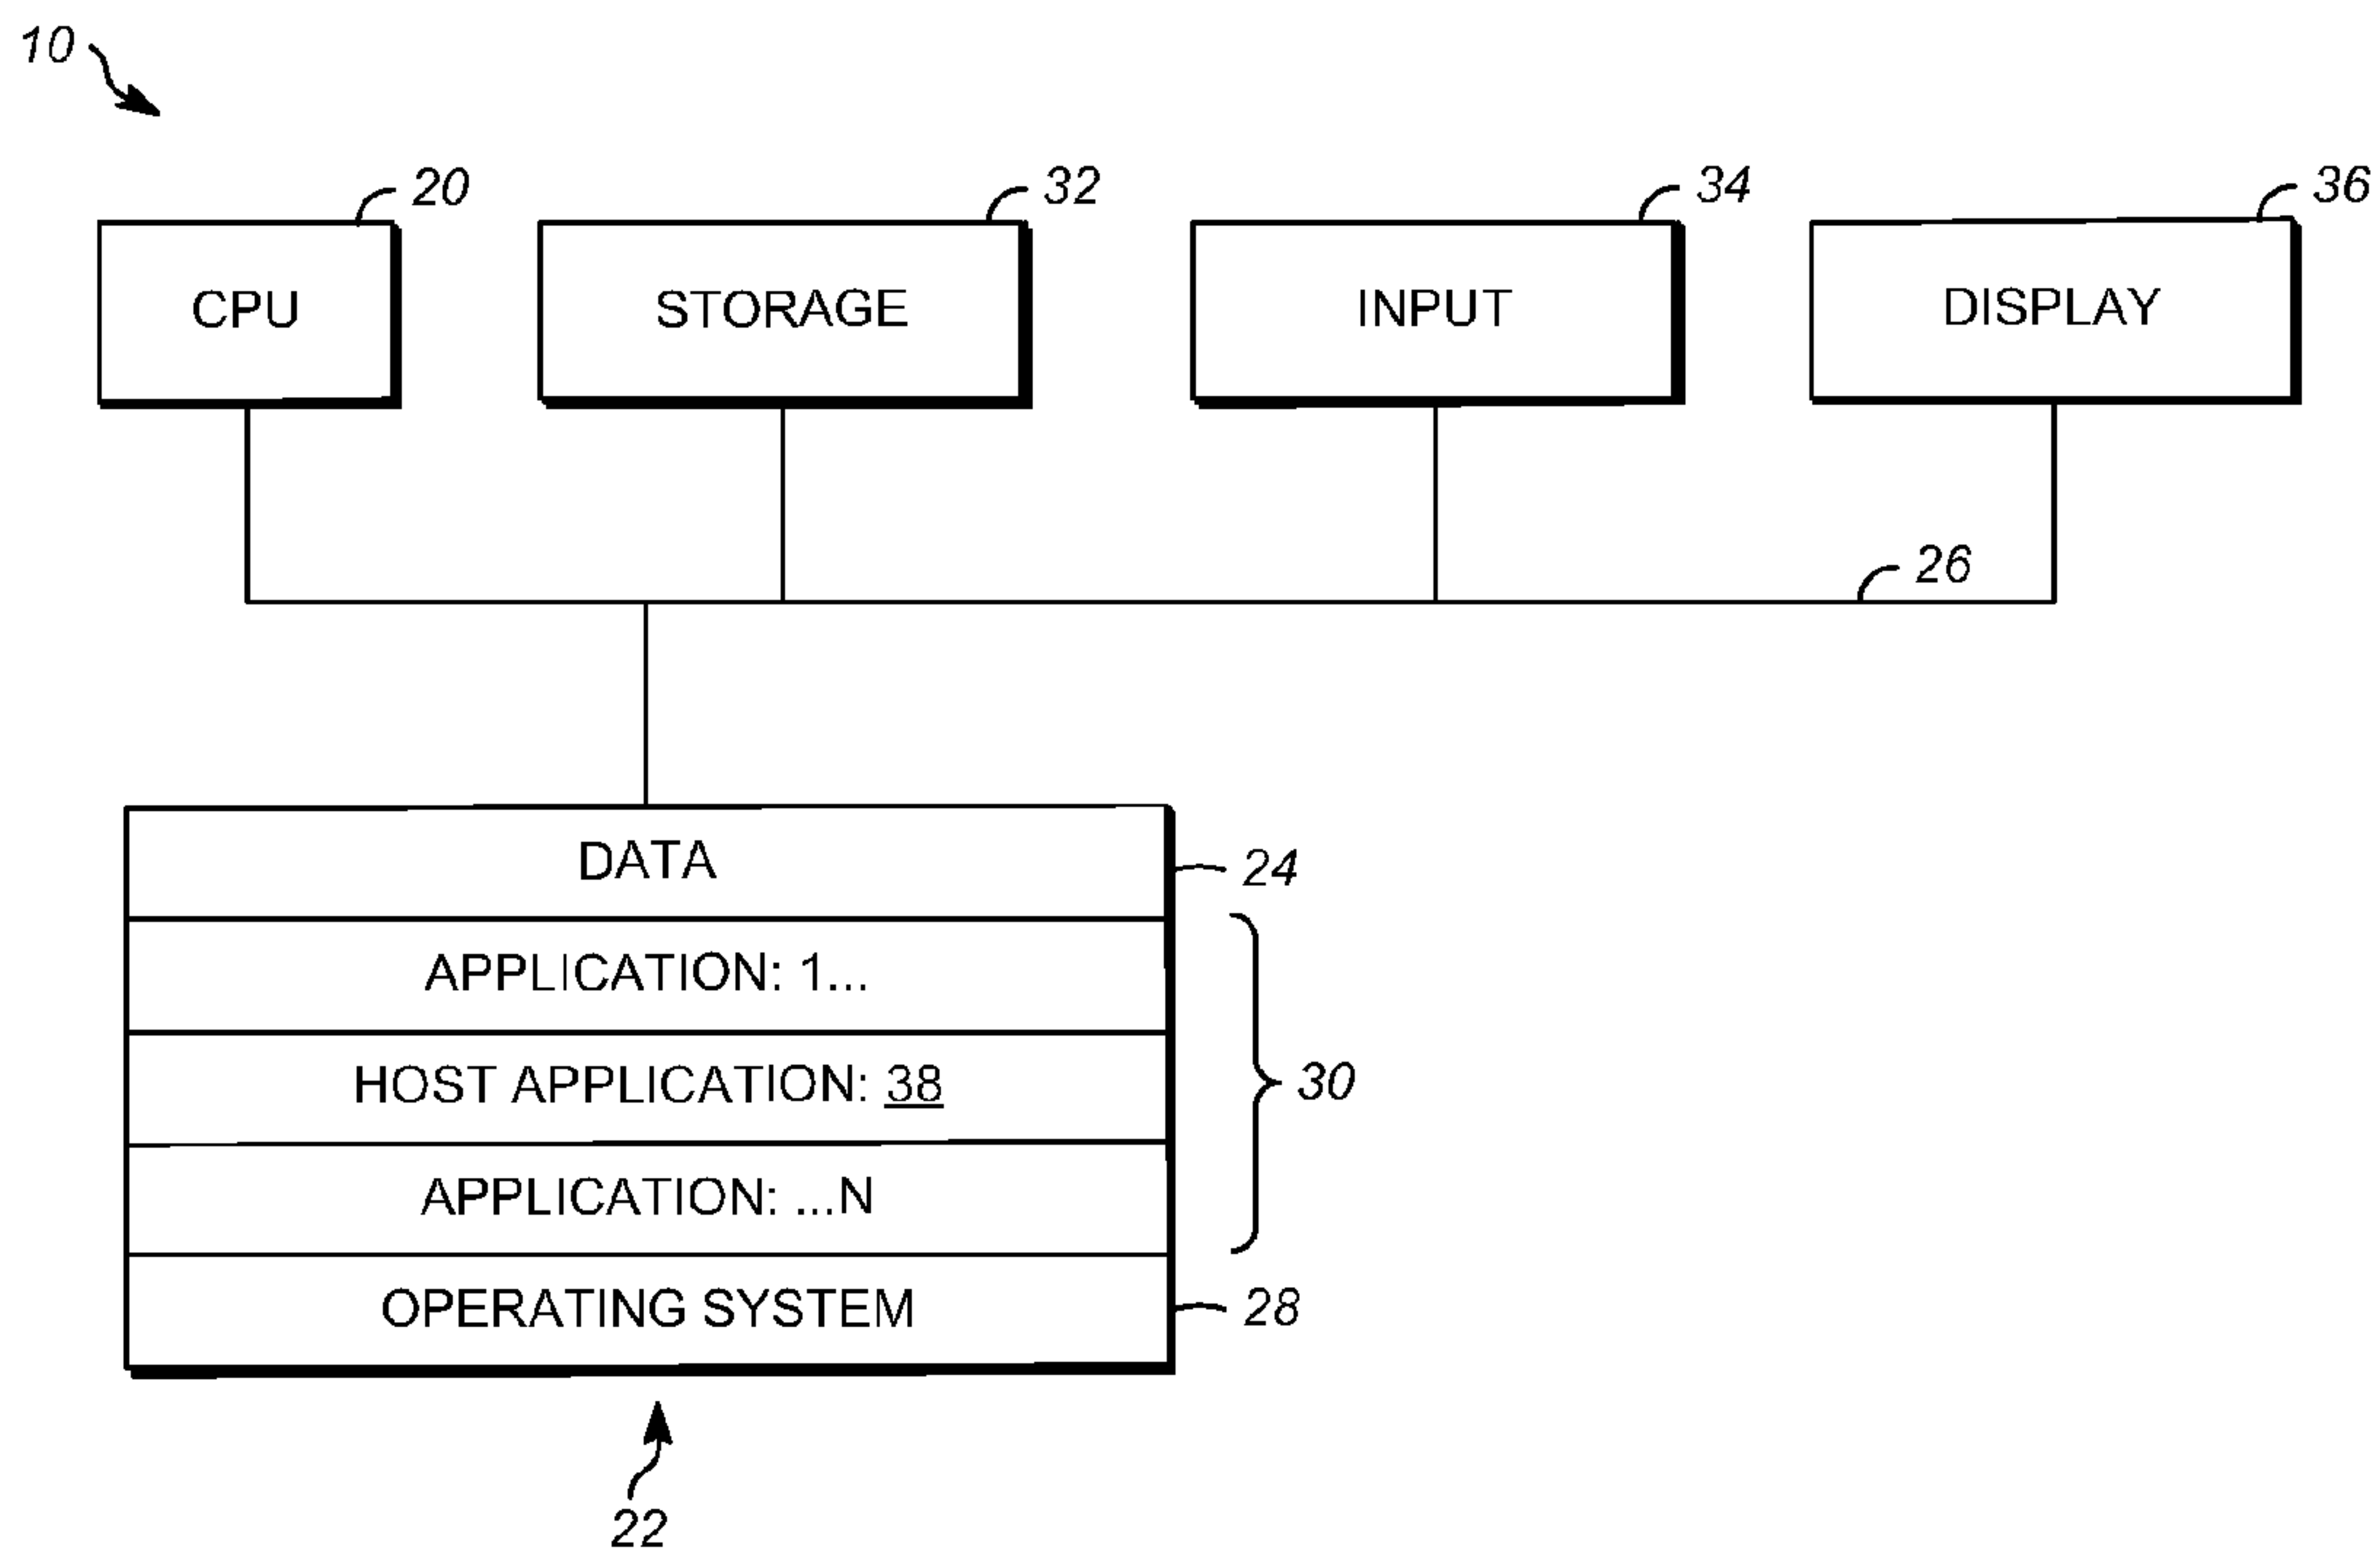 10
20
32
34
36
CPU
STORAGE
INPUT
DISPLAY
26
DATA
24
APPLICATION: 1...
HOST APPLICATION: 38
30
APPLICATION: ...N
OPERATING SYSTEM
28
22